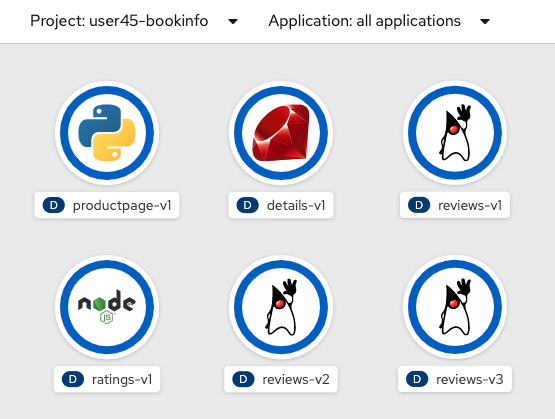 Project: user45-bookinfo Application: all applications
D productpage-v1
D details-v1
D reviews-v1
node
JS
D ratings-v1
D reviews-v2
D reviews-v3